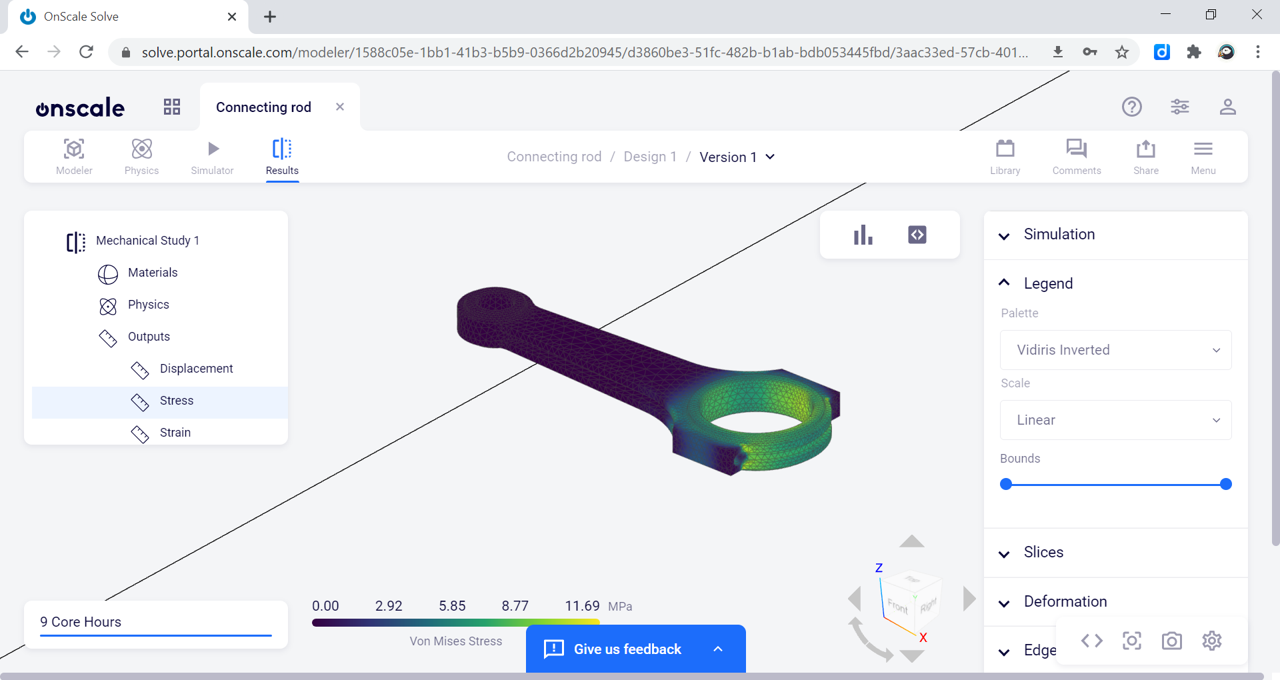 OnScale Solve
solve.portal.onscale.com/modeler/1588c05e-1bb1-41b3-b5b9-0366d2b20945/d3860be3-51fc-482b-b1ab-bdb053445fbd/3aac33ed-57cb-401...
onscale
Connecting rod
Modeler
Physics
Simulator
Results
Connecting rod / Design 1 / Version 1
Library
Comments
Share
Menu
Mechanical Study 1
Materials
Physics
Outputs
Displacement
Stress
Strain
Simulation
Legend
Palette
Vidiris Inverted
Scale
Linear
Bounds
Slices
Deformation
Edge
9 Core Hours
0.00 2.92 5.85 8.77 11.69 MPa
Von Mises Stress
Give us feedback
Z
Top
Front
Right
X